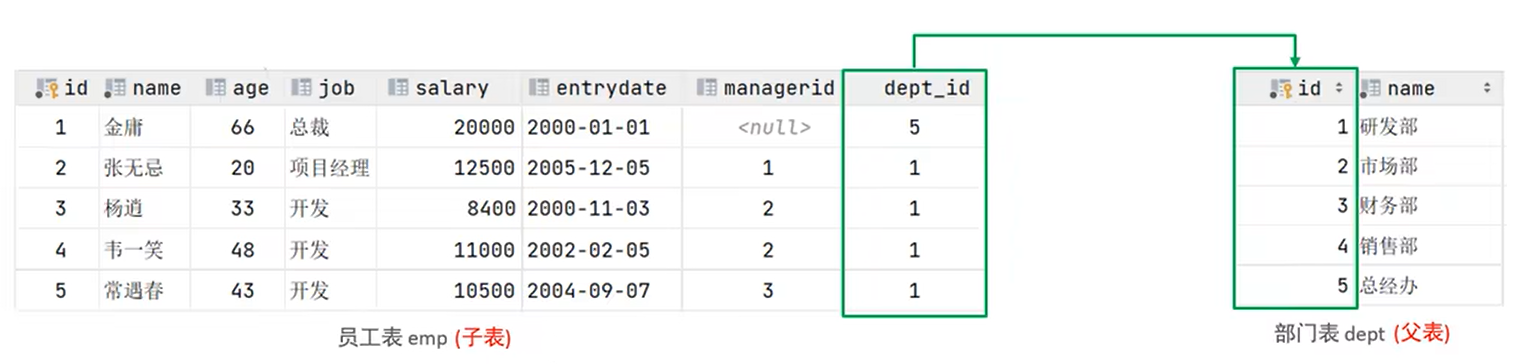 id name age job salary entrydate managerid dept_id id name
1 金庸 66 总裁 20000 2000-01-01 <null> 5 1 研发部
2 张无忌 20 项目经理 12500 2005-12-05 1 1 2 市场部
3 杨逍 33 开发 8400 2000-11-03 2 1 3 财务部
4 韦一笑 48 开发 11000 2002-02-05 2 1 4 销售部
5 常遇春 43 开发 10500 2004-09-07 3 1 5 总经办
员工表 emp (子表) 部门表 dept (父表)